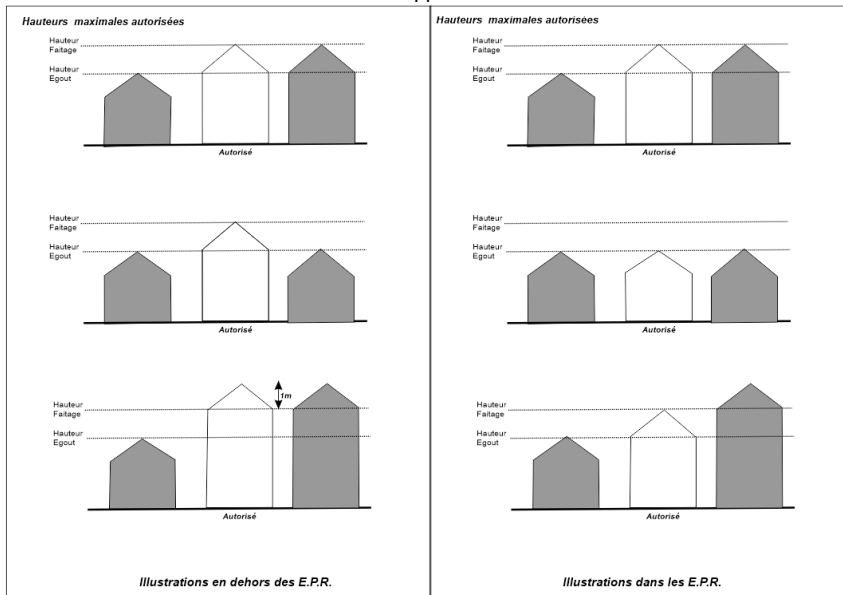 Hauteurs maximales autorisées
Hauteur
Faitage
Hauteur
Egout
Autorisé
Hauteur
Faitage
Hauteur
Egout
Autorisé
1m
Hauteur
Faitage
Hauteur
Egout
Autorisé
Illustrations en dehors des E.P.R.
Hauteurs maximales autorisées
Hauteur
Faitage
Hauteur
Egout
Autorisé
Hauteur
Faitage
Hauteur
Egout
Autorisé
Hauteur
Faitage
Hauteur
Egout
Autorisé
Illustrations dans les E.P.R.